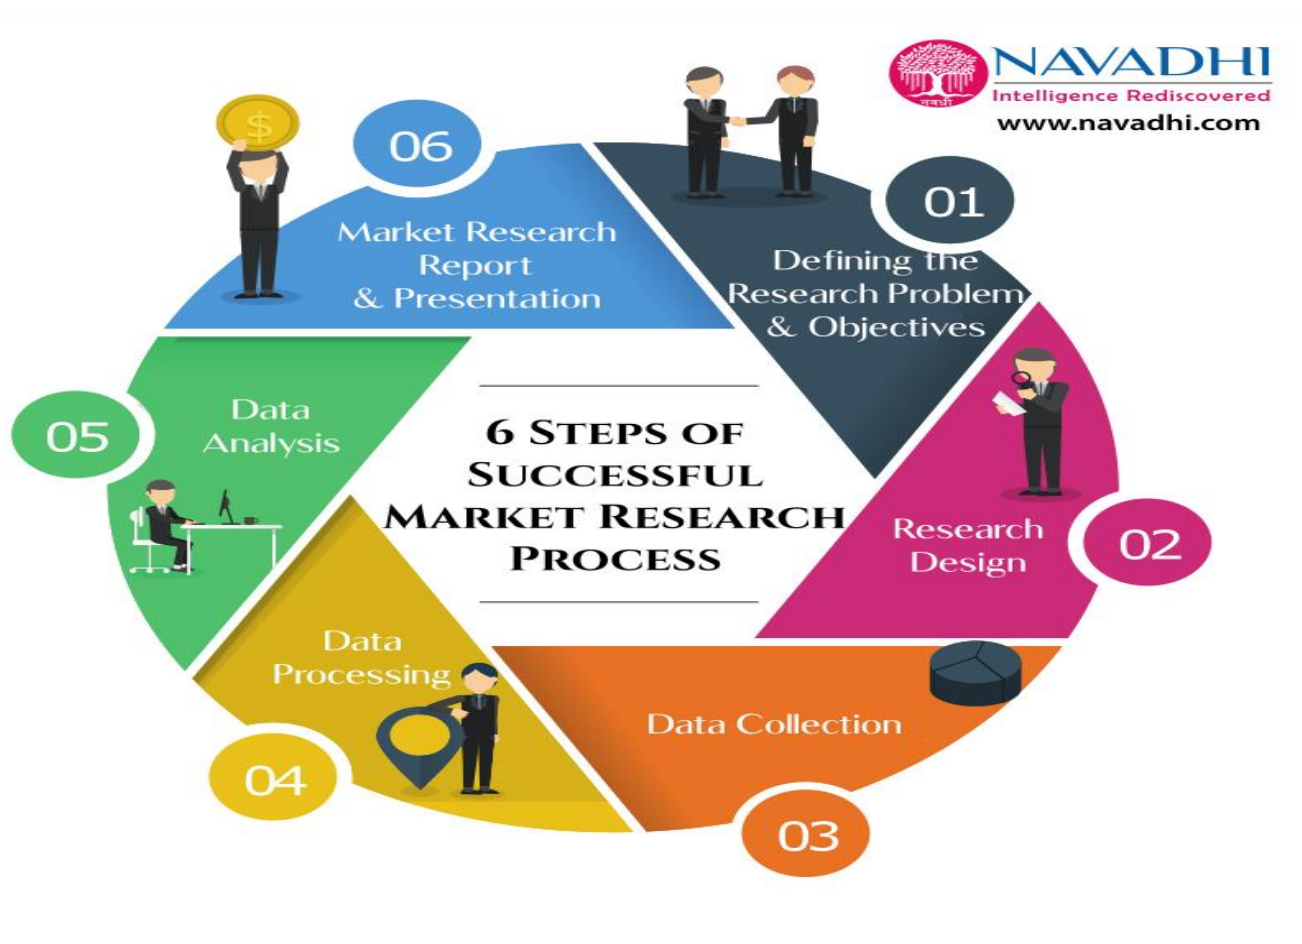 NAVADHI
नवधी
Intelligence Rediscovered
www.navadhi.com
6 STEPS OF
SUCCESSFUL
MARKET RESEARCH
PROCESS
01
Defining the
Research Problem
& Objectives
02
Research
Design
03
Data Collection
04
Data
Processing
05
Data
Analysis
06
Market Research
Report
& Presentation
$